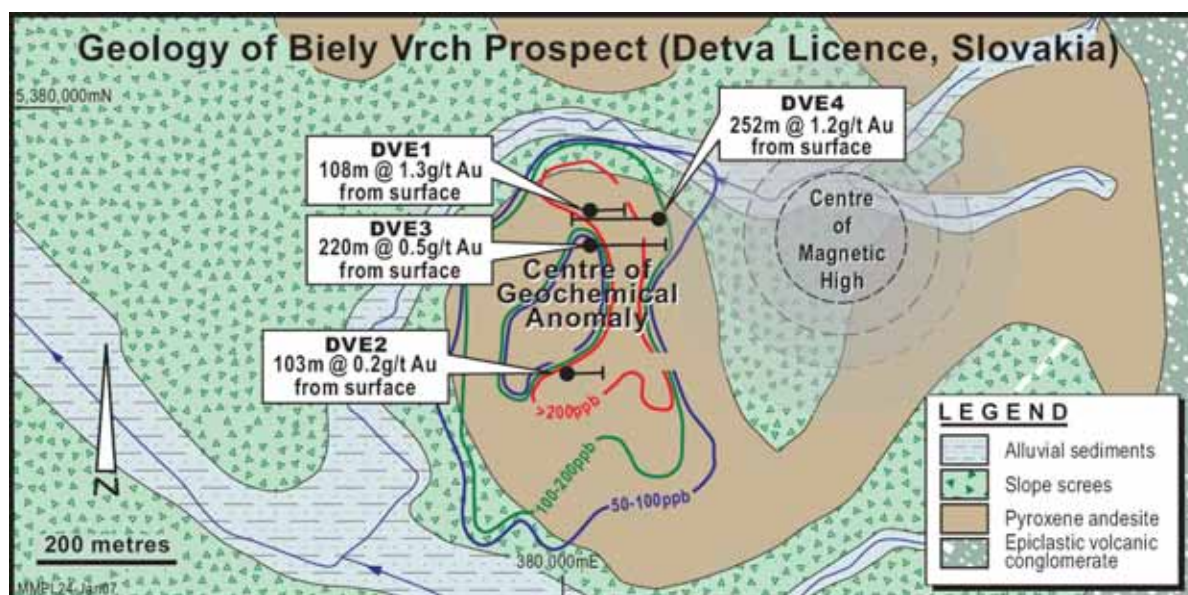 Geology of Biely Vrch Prospect (Detva Licence, Slovakia)
5,380,000mN
DVE4
252m @ 1.2g/t Au
from surface
DVE1
108m @ 1.3g/t Au
from surface
DVE3
220m @ 0.5g/t Au
from surface
Centre
of
Magnetic
High
Centre of
Geochemical
Anomaly
DVE2
103m @ 0.2g/t Au
from surface
>200ppb
100-200ppb
50-100ppb
N
200 metres
380,000mE
MMPL24-Jan07
LEGEND
Alluvial sediments
Slope screes
Pyroxene andesite
Epiclastic volcanic
conglomerate